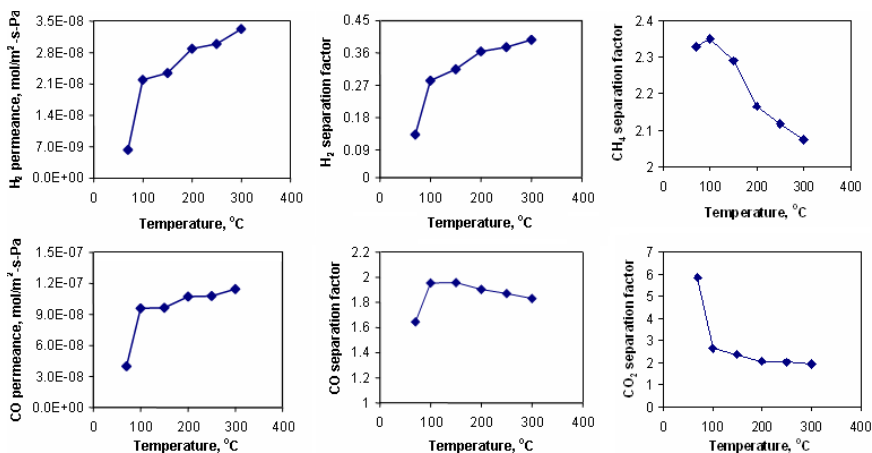 H₂ permeance, mol/m²-s-Pa
3.5E-08
2.8E-08
2.1E-08
1.4E-08
7.0E-09
0.0E+00
0 100 200 300 400
Temperature, °C
H₂ separation factor
0.45
0.36
0.27
0.18
0.09
0
0 100 200 300 400
Temperature, °C
CH₄ separation factor
2.4
2.3
2.2
2.1
2
0 100 200 300 400
Temperature, °C
CO permeance, mol/m²-s-Pa
1.5E-07
1.2E-07
9.0E-08
6.0E-08
3.0E-08
0.0E+00
0 100 200 300 400
Temperature, °C
CO separation factor
2.2
2
1.8
1.6
1.4
1.2
1
0 100 200 300 400
Temperature, °C
CO₂ separation factor
7
6
5
4
3
2
1
0
0 100 200 300 400
Temperature, °C